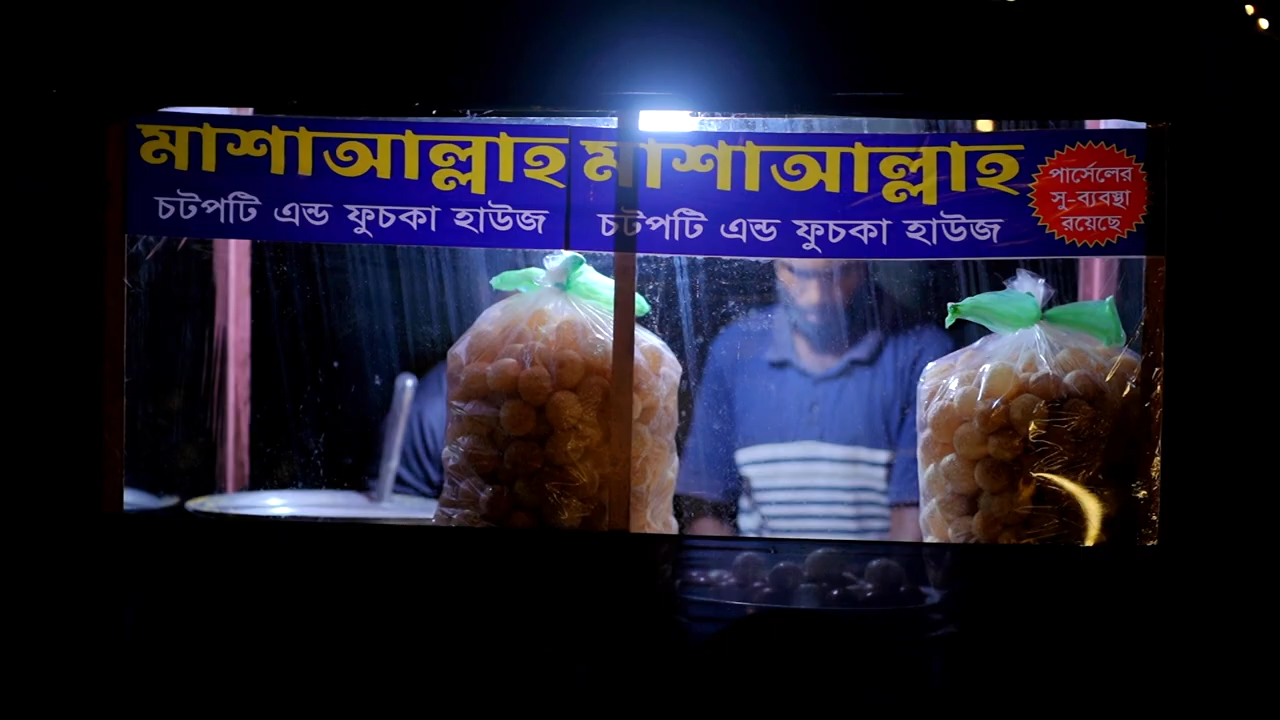 মাশাআল্লাহ
চটপটি এন্ড ফুচকা হাউজ
মাশাআল্লাহ
চটপটি এন্ড ফুচকা হাউজ
পার্সেলের
সু-ব্যবস্থা
রয়েছে